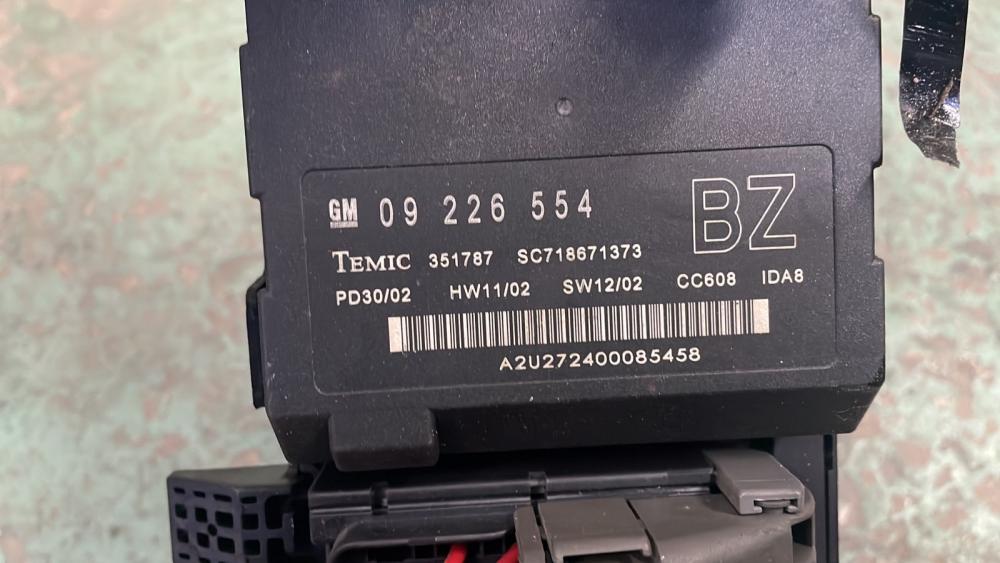 GM 09 226 554
BZ
TEMIC 351787 SC718671373
PD30/02 HW11/02 SW12/02 CC608 IDA8
A2U272400085458